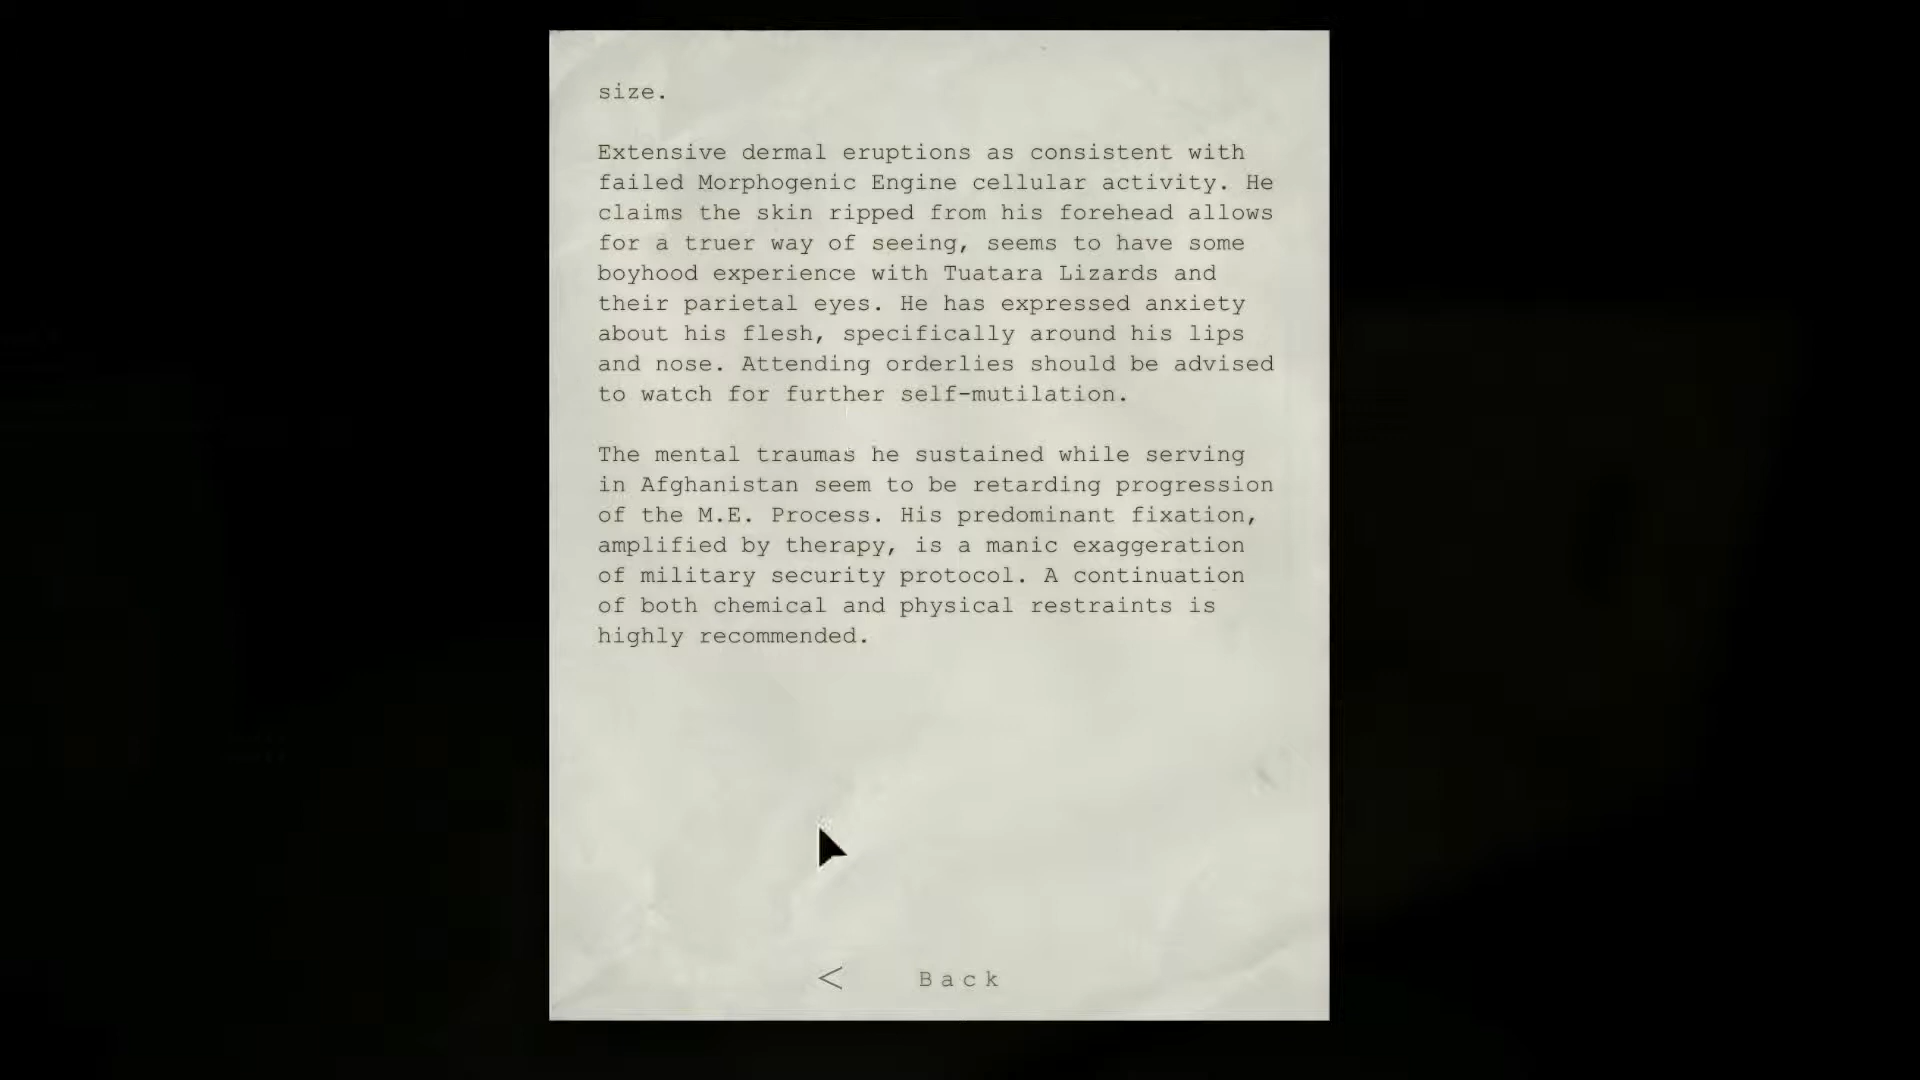 size.
Extensive dermal eruptions as consistent with
failed Morphogenic Engine cellular activity. He
claims the skin ripped from his forehead allows
for a truer way of seeing, seems to have some
boyhood experience with Tuatara Lizards and
their parietal eyes. He has expressed anxiety
about his flesh, specifically around his lips
and nose. Attending orderlies should be advised
to watch for further self-mutilation.
The mental traumas he sustained while serving
in Afghanistan seem to be retarding progression
of the M.E. Process. His predominant fixation,
amplified by therapy, is a manic exaggeration
of military security protocol. A continuation
of both chemical and physical restraints is
highly recommended.
< Back